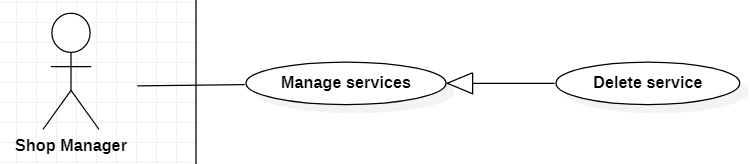 Manage services
Delete service
Shop Manager